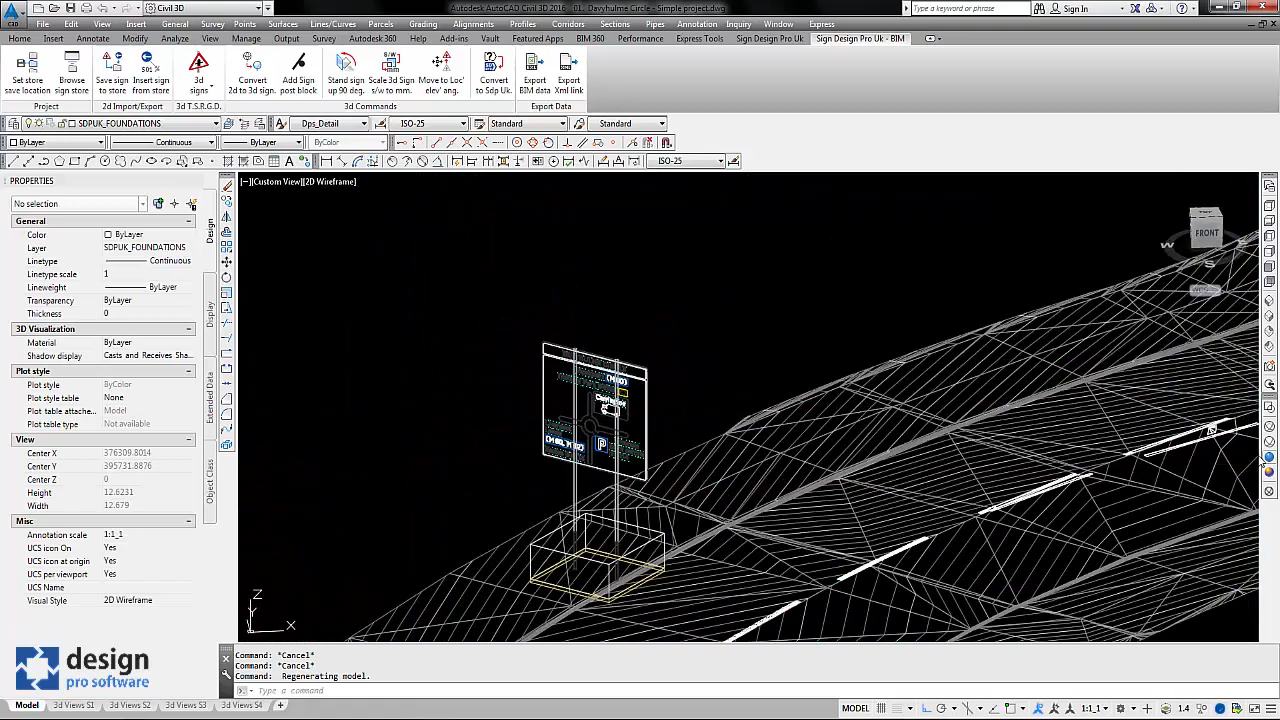 Civil 3D
Autodesk AutoCAD Civil 3D 2016   01. Davyhulme Circle - Simple project.dwg
Type a keyword or phrase
Sign In
File Edit View Insert General Survey Points Surfaces Lines/Curves Parcels Grading Alignments Profiles Corridors Sections Pipes Annotation Inquiry Window Express
Home Insert Annotate Modify Analyze View Manage Output Survey Autodesk 360 Help Add-ins Vault Featured Apps BIM 360 Performance Express Tools Sign Design Pro Uk Sign Design Pro Uk - BIM
Set store save location
Browse sign store
Save sign to store
Insert sign from store
3d signs
Convert 2d to 3d sign.
Add Sign post block
Stand sign up 90 deg.
Scale 3d Sign s/w to mm.
Move to Loc' elev' ang.
Convert to Sdp Uk.
Export BIM data
Export Xml link
Project 2d Import/Export 3d T.S.R.G.D. 3d Commands Export Data
SDPUK_FOUNDATIONS Dps_Detail ISO-25 Standard Standard
ByLayer Continuous ByLayer ByColor
ISO-25
PROPERTIES
[−][Custom View][2D Wireframe]
No selection
General
Color ByLayer
Layer SDPUK_FOUNDATIONS
Linetype Continuous
Linetype scale 1
Lineweight ByLayer
Transparency ByLayer
Thickness 0
3D Visualization
Material ByLayer
Shadow display Casts and Receives Sha...
Plot style
Plot style ByColor
Plot style table None
Plot table attache... Model
Plot table type Not available
View
Center X 376309.8014
Center Y 395731.8876
Center Z 0
Height 12.6231
Width 12.679
Misc
Annotation scale 1:1_1
UCS icon On Yes
UCS icon at origin Yes
UCS per viewport Yes
UCS Name
Visual Style 2D Wireframe
Design
Display
Extended Data
Object Class
FRONT
W
S
P
Z
Y
X
design
pro software
Command: *Cancel*
Command: *Cancel*
Command:  Regenerating model.
Type a command
Model 3d Views S1 3d Views S2 3d Views S3 3d Views S4 +
MODEL 1:1_1 1.4